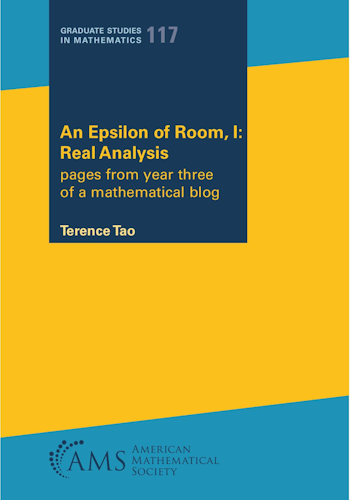 GRADUATE STUDIES
IN MATHEMATICS 117
An Epsilon of Room, I:
Real Analysis
pages from year three
of a mathematical blog
Terence Tao
AMS
AMERICAN
MATHEMATICAL
SOCIETY